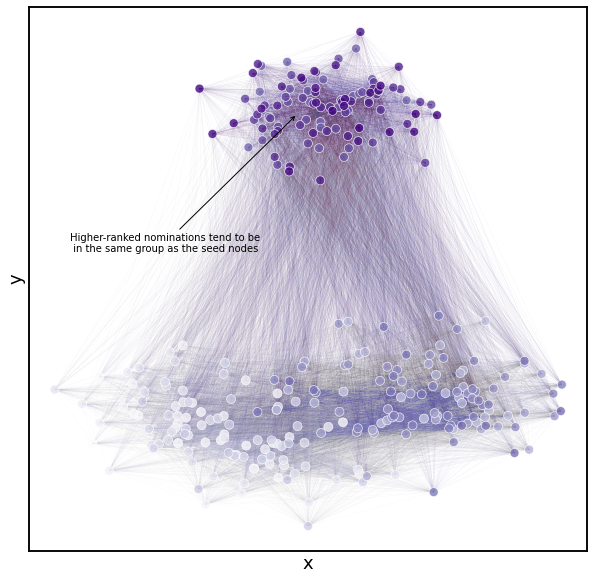 Higher-ranked nominations tend to be
in the same group as the seed nodes
y
x